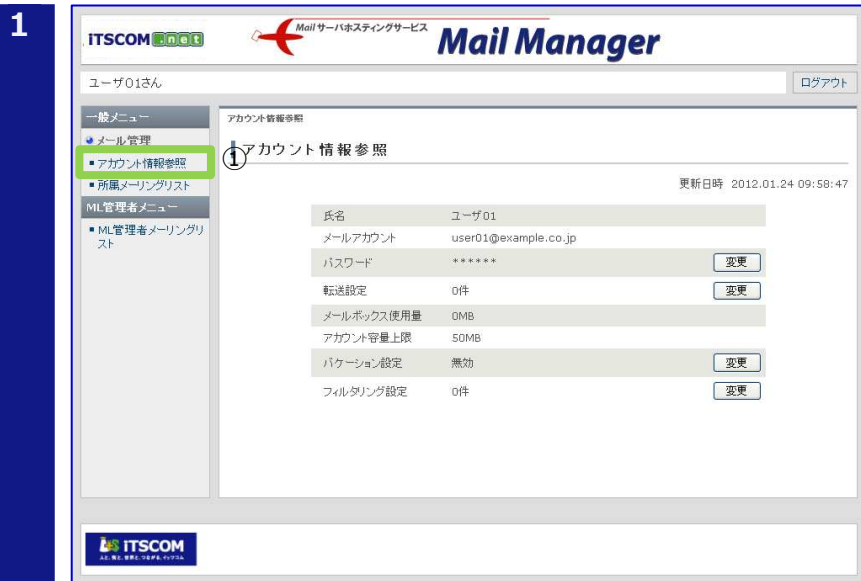 1
iTSCOM.net
Mailサーバホスティングサービス
Mail Manager
ユーザ01さん
ログアウト
一般メニュー
メール管理
アカウント情報参照
所属メーリングリスト
ML管理者メニュー
ML管理者メーリングリ
スト
アカウント情報参照
①
アカウント情報参照
更新日時 2012.01.24 09:58:47
氏名 ユーザ01
メールアカウント user01@example.co.jp
パスワード ****** 変更
転送設定 0件 変更
メールボックス使用量 0MB
アカウント容量上限 50MB
バケーション設定 無効 変更
フィルタリング設定 0件 変更
iTSCOM